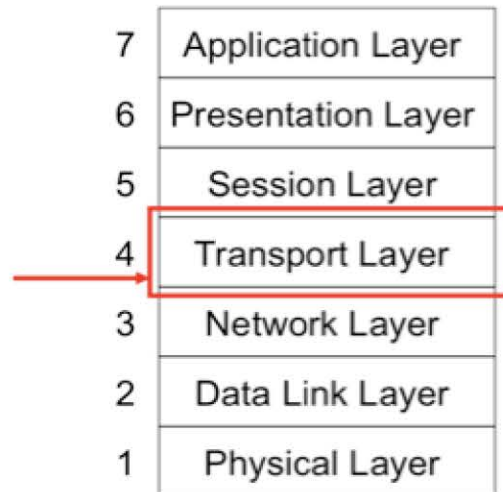 7 Application Layer
6 Presentation Layer
5 Session Layer
4 Transport Layer
3 Network Layer
2 Data Link Layer
1 Physical Layer